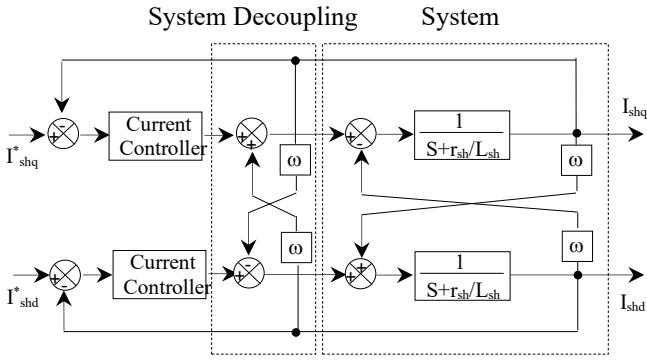 System Decoupling System
I*shq
+
-
Current
Controller
+
+
ω
+
-
1
S+rsh/Lsh
ω
Ishq
I*shd
+
-
Current
Controller
-
+
ω
+
+
1
S+rsh/Lsh
ω
Ishd